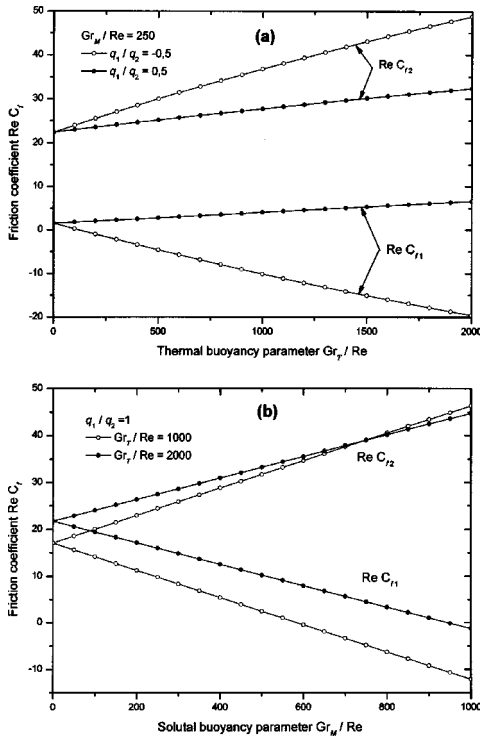 (a)
Gr_M / Re = 250
q_1 / q_2 = -0,5
q_1 / q_2 = 0,5
Re C_f2
Re C_f1
Friction coefficient Re C_f
50
40
30
20
10
0
-10
-20
0 500 1000 1500 2000
Thermal buoyancy parameter Gr_T / Re
(b)
q_1 / q_2 =1
Gr_T / Re = 1000
Gr_T / Re = 2000
Re C_f2
Re C_f1
Friction coefficient Re C_f
50
40
30
20
10
0
-10
0 200 400 600 800 1000
Solutal buoyancy parameter Gr_M / Re